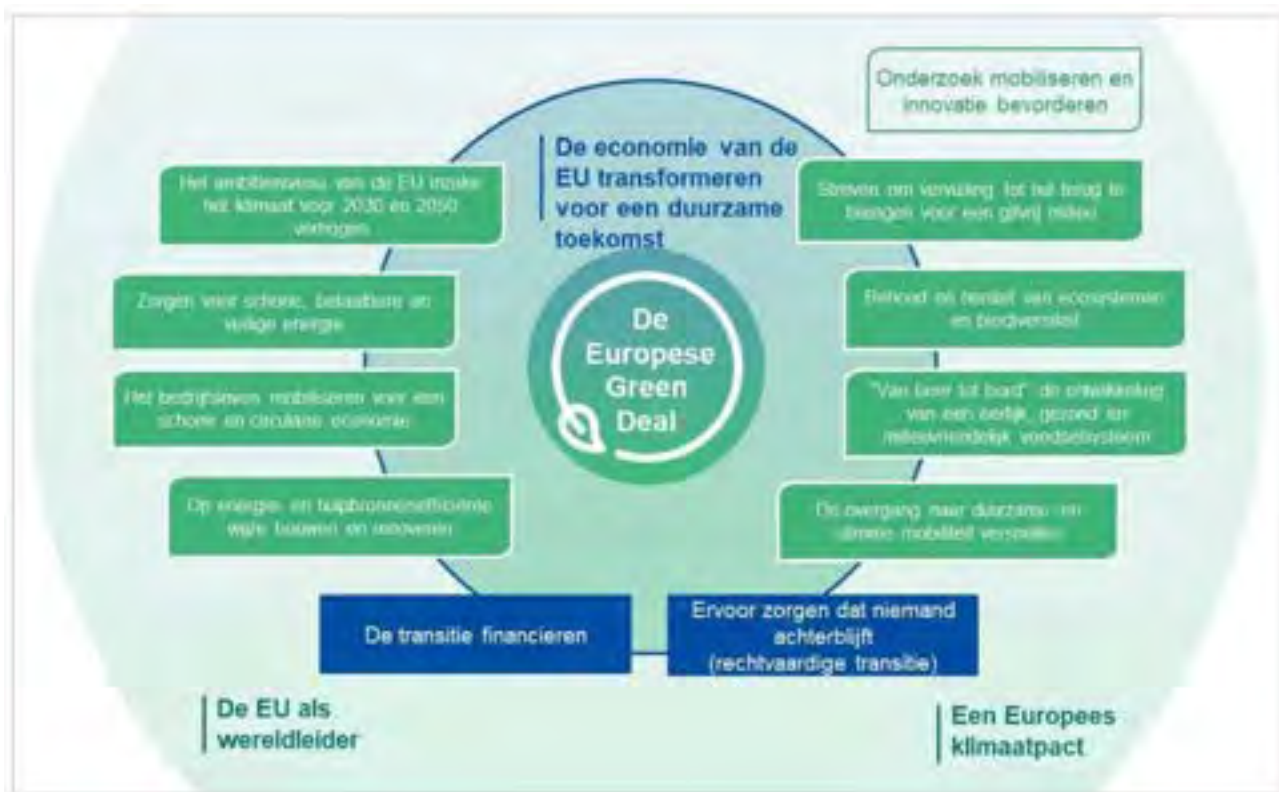 Onderzoek mobiliseren en
innovatie bevorderen
De economie van de
EU transformeren
voor een duurzame
toekomst
Het ambitieniveau van de EU inzake
het klimaat voor 2030 en 2050
verhogen
Streven om vervuiling tot nul terug te
brengen voor een gifvrij milieu
Zorgen voor schone, betaalbare en
veilige energie
Behoud en herstel van ecosystemen
en biodiversiteit
De
Europese
Green
Deal
Het bedrijfsleven mobiliseren voor een
schone en circulaire economie
"Van boer tot bord": de ontwikkeling
van een eerlijk, gezond en
milieuvriendelijk voedselsysteem
Op energie- en hulpbronnenefficiënte
wijze bouwen en renoveren
De overgang naar duurzame en
slimme mobiliteit versnellen
De transitie financieren
Ervoor zorgen dat niemand
achterblijft
(rechtvaardige transitie)
De EU als
wereldleider
Een Europees
klimaatpact